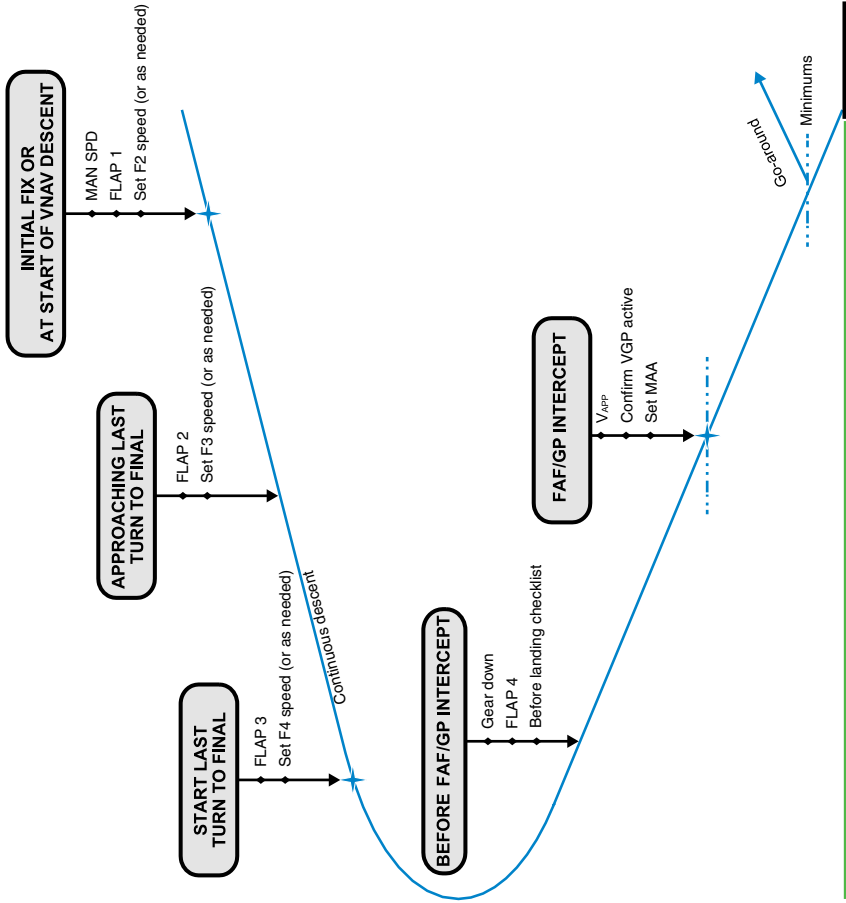 INITIAL FIX OR
AT START OF VNAV DESCENT
MAN SPD
FLAP 1
Set F2 speed (or as needed)
APPROACHING LAST
TURN TO FINAL
FLAP 2
Set F3 speed (or as needed)
START LAST
TURN TO FINAL
FLAP 3
Set F4 speed (or as needed)
Continuous descent
BEFORE FAF/GP INTERCEPT
Gear down
FLAP 4
Before landing checklist
FAF/GP INTERCEPT
VAPP
Confirm VGP active
Set MAA
Go-around
Minimums